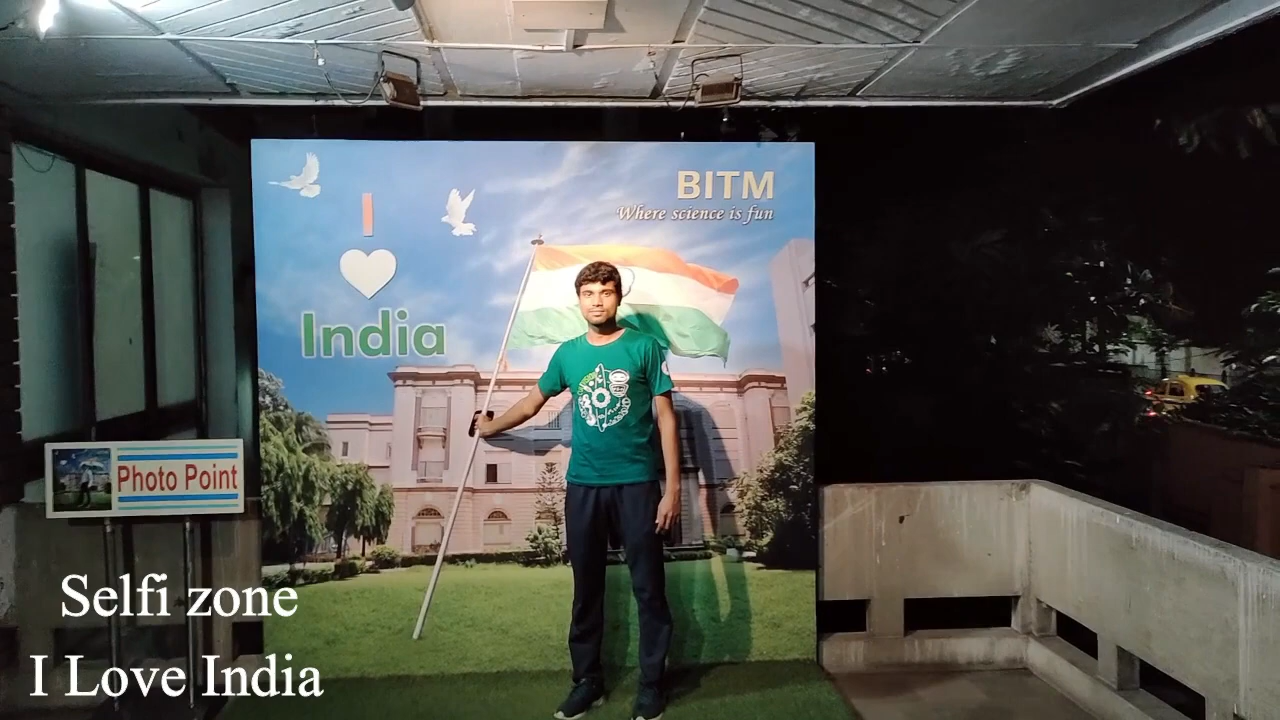 BITM
Where science is fun
I
India
Photo Point
Selfi zone
I Love India